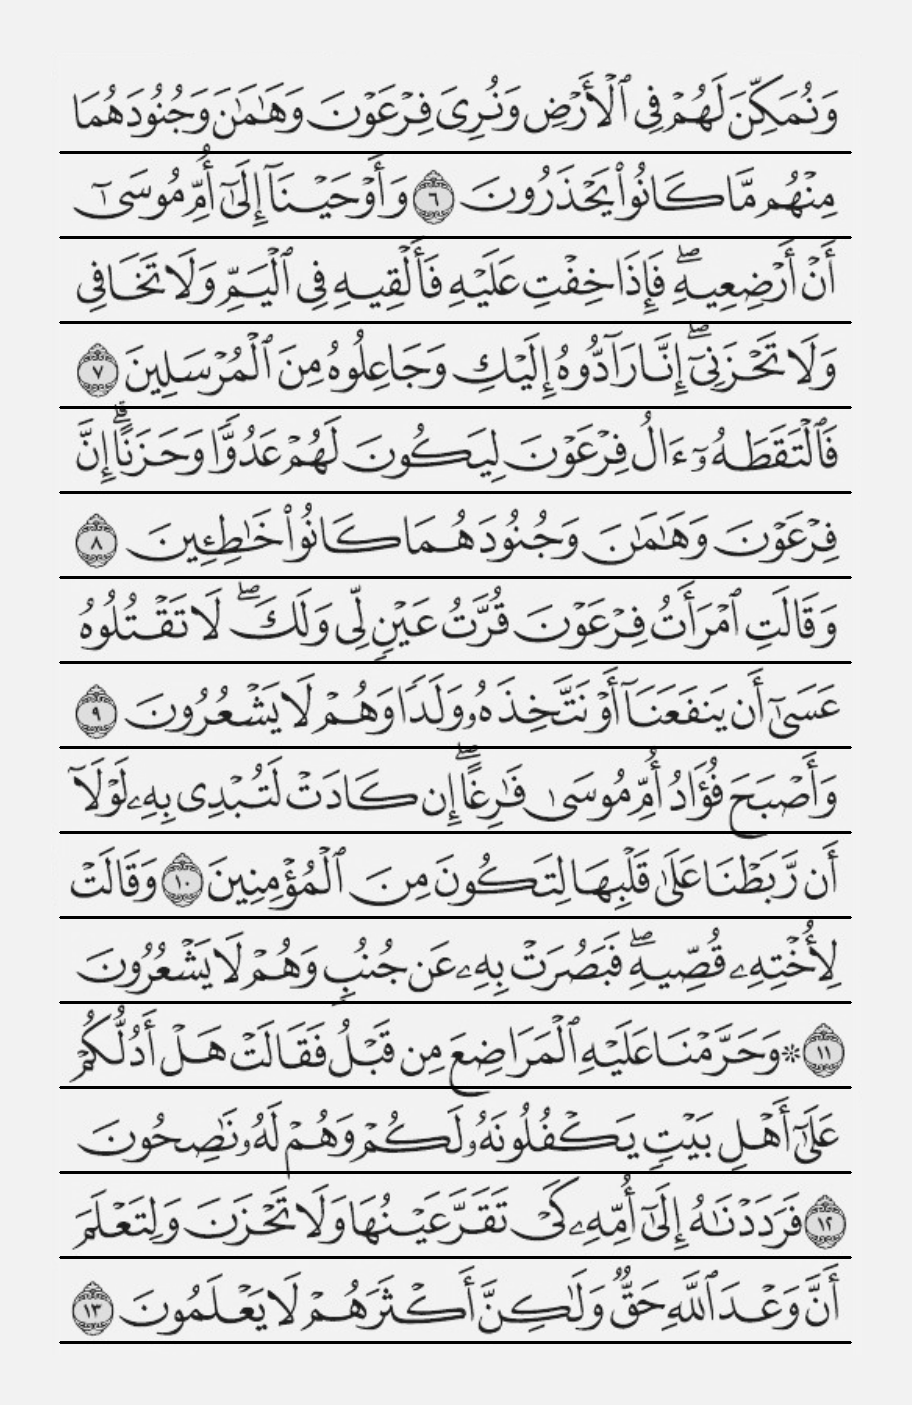 وَنُمَكِّنَ لَهُمۡ فِي ٱلۡأَرۡضِ وَنُرِيَ فِرۡعَوۡنَ وَهَٰمَٰنَ وَجُنُودَهُمَا
مِنۡهُم مَّا كَانُواْ يَحۡذَرُونَ ٦ وَأَوۡحَيۡنَآ إِلَىٰٓ أُمِّ مُوسَىٰٓ
أَنۡ أَرۡضِعِيهِۖ فَإِذَا خِفۡتِ عَلَيۡهِ فَأَلۡقِيهِ فِي ٱلۡيَمِّ وَلَا تَخَافِي
وَلَا تَحۡزَنِيٓۖ إِنَّا رَآدُّوهُ إِلَيۡكِ وَجَاعِلُوهُ مِنَ ٱلۡمُرۡسَلِينَ ٧
فَٱلۡتَقَطَهُۥٓ ءَالُ فِرۡعَوۡنَ لِيَكُونَ لَهُمۡ عَدُوّٗا وَحَزَنًاۗ إِنَّ
فِرۡعَوۡنَ وَهَٰمَٰنَ وَجُنُودَهُمَا كَانُواْ خَٰطِـِٔينَ ٨
وَقَالَتِ ٱمۡرَأَتُ فِرۡعَوۡنَ قُرَّتُ عَيۡنٖ لِّي وَلَكَۖ لَا تَقۡتُلُوهُ
عَسَىٰٓ أَن يَنفَعَنَآ أَوۡ نَتَّخِذَهُۥ وَلَدٗا وَهُمۡ لَا يَشۡعُرُونَ ٩
وَأَصۡبَحَ فُؤَادُ أُمِّ مُوسَىٰ فَٰرِغًاۖ إِن كَادَتۡ لَتُبۡدِي بِهِۦ لَوۡلَآ
أَن رَّبَطۡنَا عَلَىٰ قَلۡبِهَا لِتَكُونَ مِنَ ٱلۡمُؤۡمِنِينَ ١٠ وَقَالَتۡ
لِأُخۡتِهِۦ قُصِّيهِۖ فَبَصُرَتۡ بِهِۦ عَن جُنُبٖ وَهُمۡ لَا يَشۡعُرُونَ
١١ ۞وَحَرَّمۡنَا عَلَيۡهِ ٱلۡمَرَاضِعَ مِن قَبۡلُ فَقَالَتۡ هَلۡ أَدُلُّكُمۡ
عَلَىٰٓ أَهۡلِ بَيۡتٖ يَكۡفُلُونَهُۥ لَكُمۡ وَهُمۡ لَهُۥ نَٰصِحُونَ
١٢ فَرَدَدۡنَٰهُ إِلَىٰٓ أُمِّهِۦ كَيۡ تَقَرَّ عَيۡنُهَا وَلَا تَحۡزَنَ وَلِتَعۡلَمَ
أَنَّ وَعۡدَ ٱللَّهِ حَقّٞ وَلَٰكِنَّ أَكۡثَرَهُمۡ لَا يَعۡلَمُونَ ١٣